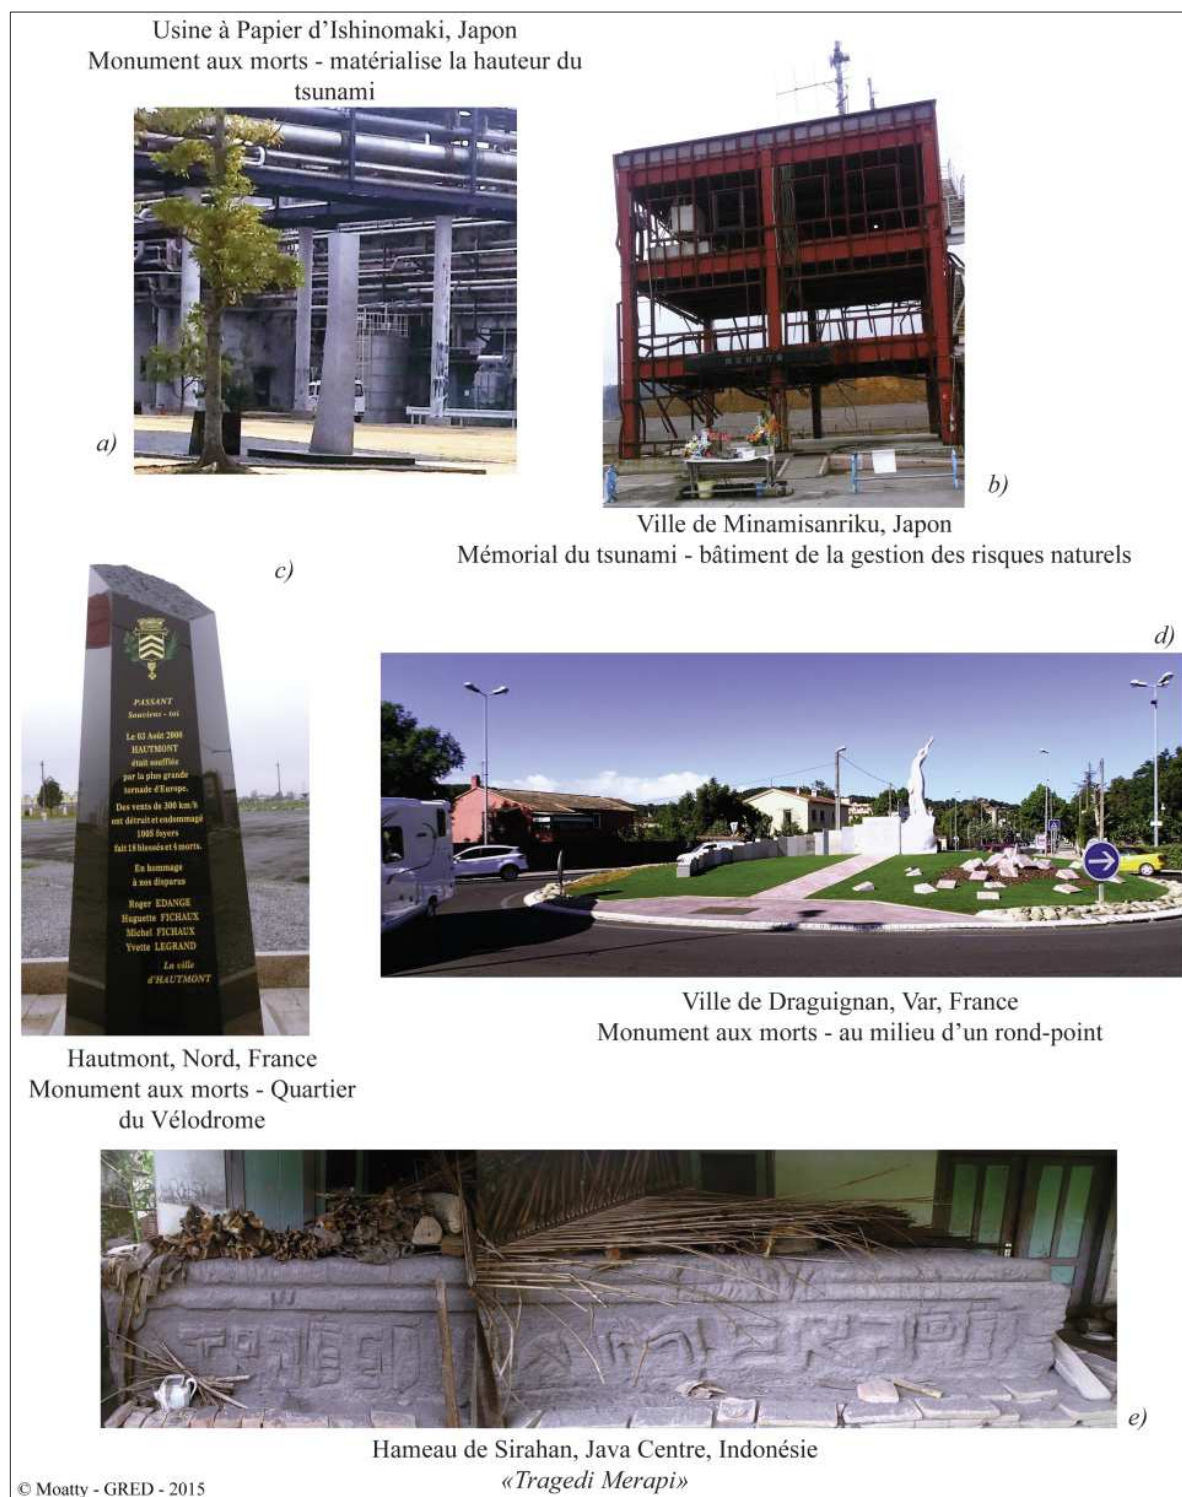 Usine à Papier d'Ishinomaki, Japon
Monument aux morts - matérialise la hauteur du
tsunami
a)
b)
Ville de Minamisanriku, Japon
Mémorial du tsunami - bâtiment de la gestion des risques naturels
c)
PASSANT
Souviens - toi
Le 03 Août 2008
HAUTMONT
était soufflée
par la plus grande
tornade d'Europe.
Des vents de 300 km/h
ont détruit et endommagé
1005 foyers
fait 18 blessés et 4 morts.
En hommage
à nos disparus
Roger EDANGE
Huguette FICHAUX
Michel FICHAUX
Yvette LEGRAND
La ville
d'HAUTMONT
d)
Ville de Draguignan, Var, France
Monument aux morts - au milieu d'un rond-point
Hautmont, Nord, France
Monument aux morts - Quartier
du Vélodrome
e)
Hameau de Sirahan, Java Centre, Indonésie
«Tragedi Merapi»
© Moatty - GRED - 2015